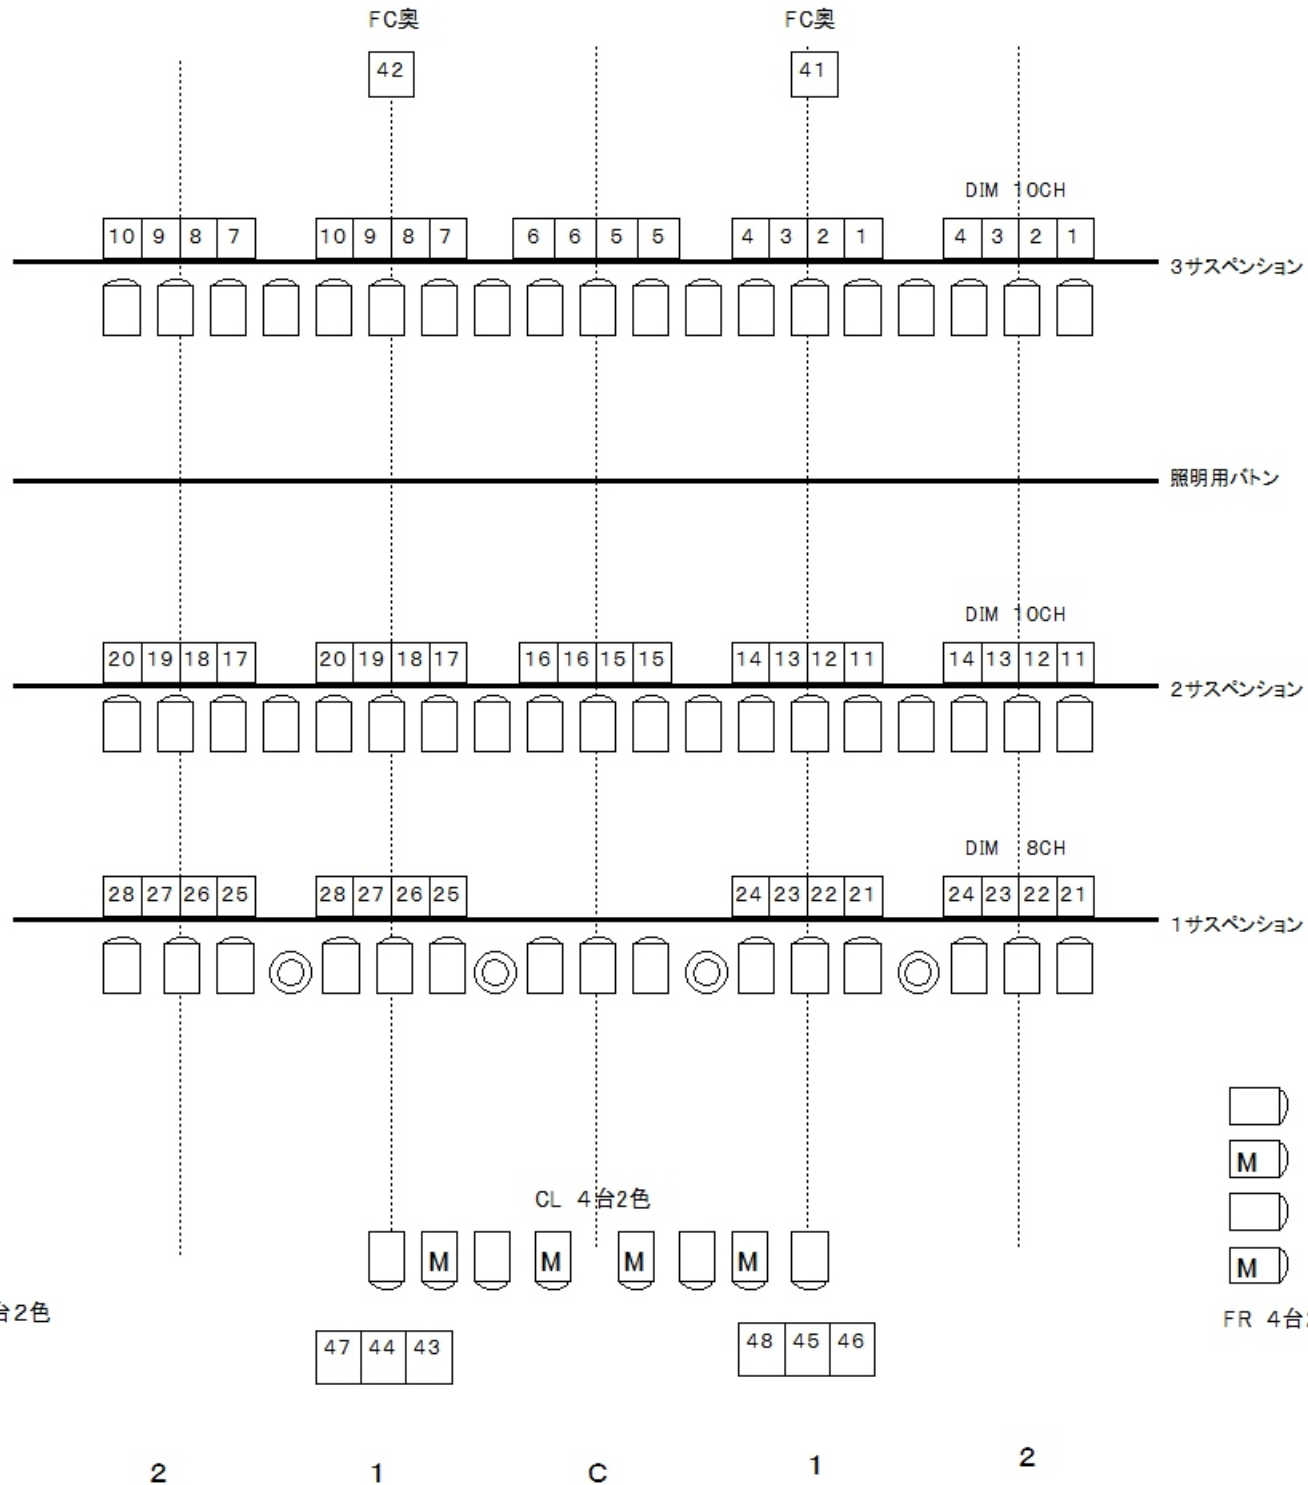 FC奥 FC奥
42 41
DIM 10CH
10 9 8 7 10 9 8 7 6 6 5 5 4 3 2 1 4 3 2 1
3サスペンション
照明用バトン
DIM 10CH
20 19 18 17 20 19 18 17 16 16 15 15 14 13 12 11 14 13 12 11
2サスペンション
DIM 8CH
28 27 26 25 28 27 26 25 24 23 22 21 24 23 22 21
1サスペンション
M
CL 4台2色
M M M M
M
台2色
FR 4台
47 44 43 48 45 46
2 1 C 1 2